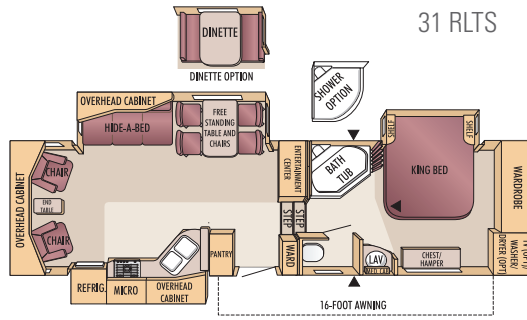 31 RLTS
DINETTE
DINETTE OPTION
SHOWER
OPTION
OVERHEAD CABINET
HIDE-A-BED
FREE
STANDING
TABLE AND
CHAIRS
ENTERTAINMENT
CENTER
BATH
TUB
SHELF
SHELF
KING BED
WARDROBE
OVERHEAD CABINET
CHAIR
END
TABLE
CHAIR
STEP
STEP
WARD
PANTRY
LAV
MED CAB
CHEST/
HAMPER
WASHER/
DRYER (OPT)
REFRIG.
MICRO
OVERHEAD
CABINET
16-FOOT AWNING